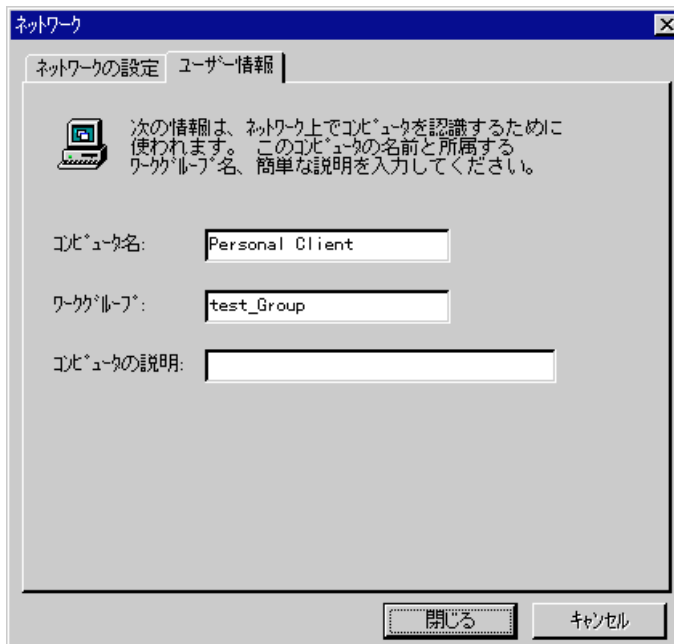 ネットワーク
ネットワークの設定 ユーザー情報
次の情報は、ネットワーク上でコンピュータを認識するために
使われます。 このコンピュータの名前と所属する
ワークグループ名、簡単な説明を入力してください。
コンピュータ名: Personal Client
ワークグループ: test_Group
コンピュータの説明:
閉じる キャンセル